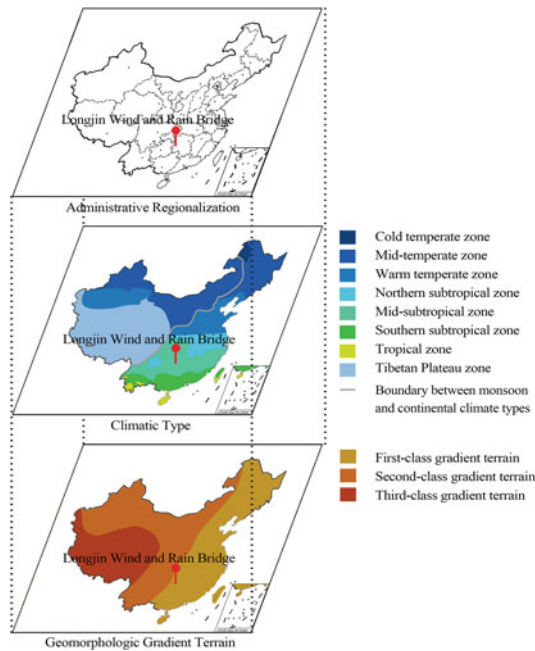 Longjin Wind and Rain Bridge
Administrative Regionalization
Cold temperate zone
Mid-temperate zone
Warm temperate zone
Northern subtropical zone
Mid-subtropical zone
Southern subtropical zone
Tropical zone
Tibetan Plateau zone
Boundary between monsoon
and continental climate types
Longjin Wind and Rain Bridge
Climatic Type
First-class gradient terrain
Second-class gradient terrain
Third-class gradient terrain
Longjin Wind and Rain Bridge
Geomorphologic Gradient Terrain